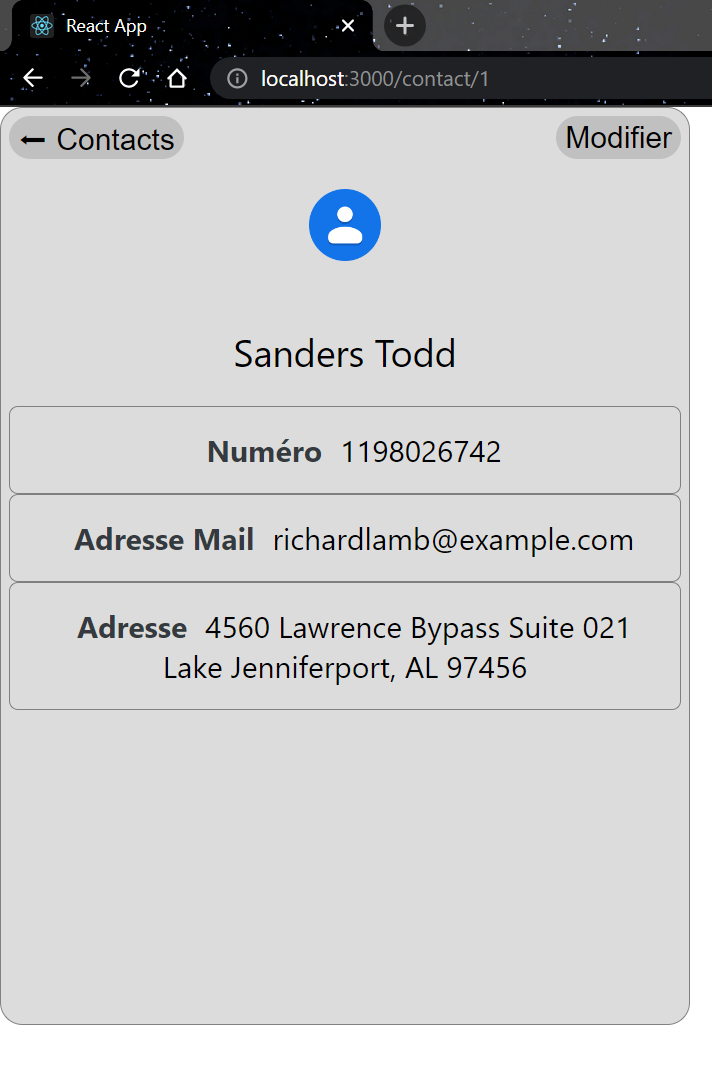 React App
localhost:3000/contact/1
← Contacts
Modifier
Sanders Todd
Numéro 1198026742
Adresse Mail richardlamb@example.com
Adresse 4560 Lawrence Bypass Suite 021
Lake Jenniferport, AL 97456